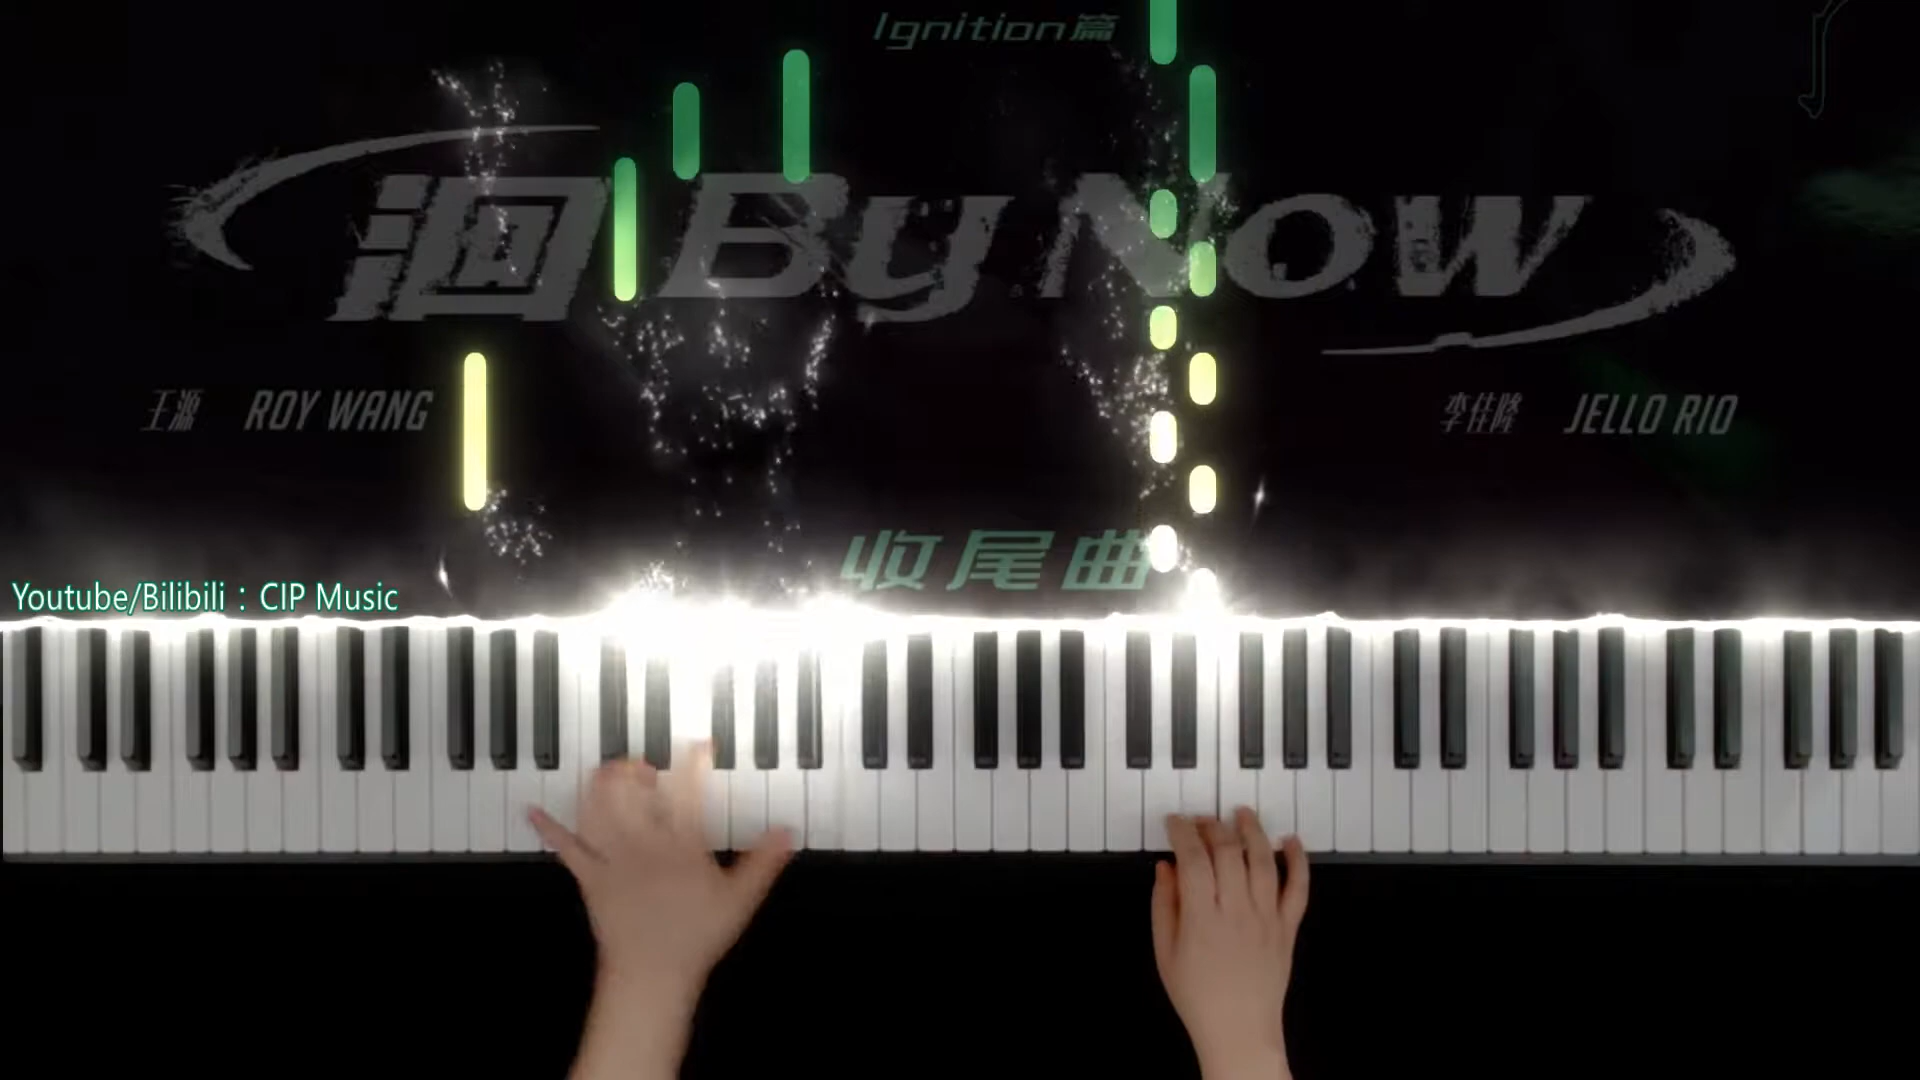 Ignition篇
洄 By Now
王源 ROY WANG
李佳隆 JELLO RIO
收尾曲
Youtube/Bilibili：CIP Music